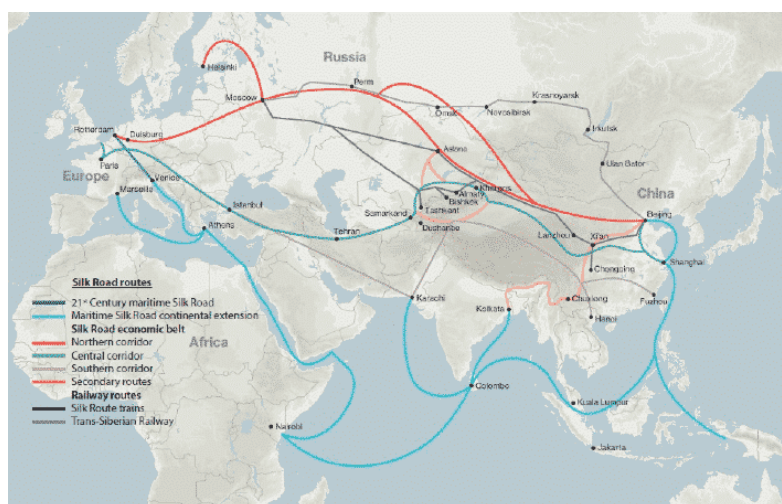 Russia
Helsinki
Perm
Moscow
Omsk
Novosibirsk
Krasnoyarsk
Irkutsk
Rotterdam
Duisburg
Astana
Ulan Bator
Paris
Europe
Venice
Khorgos
China
Marseille
Almaty
Bishkek
Istanbul
Tashkent
Beijing
Samarkand
Athens
Dushanbe
Tehran
Lanzhou
Xi'an
Shanghai
Chongqing
Silk Road routes
21st Century maritime Silk Road
Karachi
Kolkata
Fuzhou
Maritime Silk Road continental extension
Hanoi
Silk Road economic belt
Africa
Northern corridor
Central corridor
Southern corridor
Colombo
Secondary routes
Kuala Lumpur
Railway routes
Silk Route trains
Nairobi
Trans-Siberian Railway
Jakarta